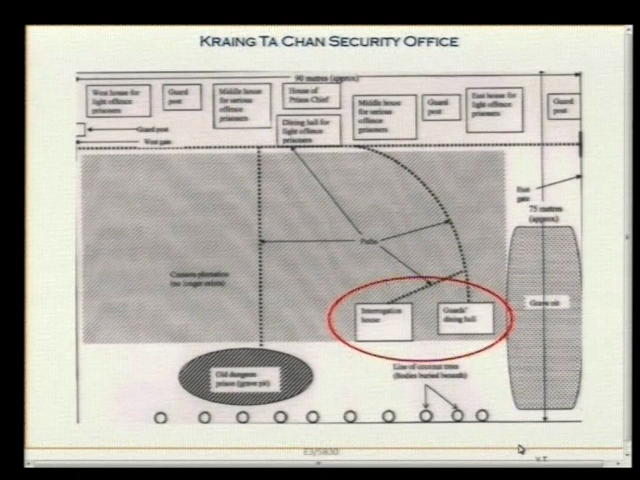 KRAING TA CHAN SECURITY OFFICE
90 metres (approx)
West house for
light offence
prisoners
Guard
post
Middle house
for serious
offence
prisoners
House of
Prison Chief
Dining hall for
light offence
prisoners
Middle house
for serious
offence
prisoners
Guard
post
East house for
light offence
prisoners
Guard
post
Guard post
West gate
East
gate
75 metres
(approx)
Paths
Cassava plantation
(no longer exists)
Interrogation
house
Guards'
dining hall
Grave pit
Old dungeon
prison (grave pit)
Line of coconut trees
(Bodies buried beneath)
E3/5830
V.T.